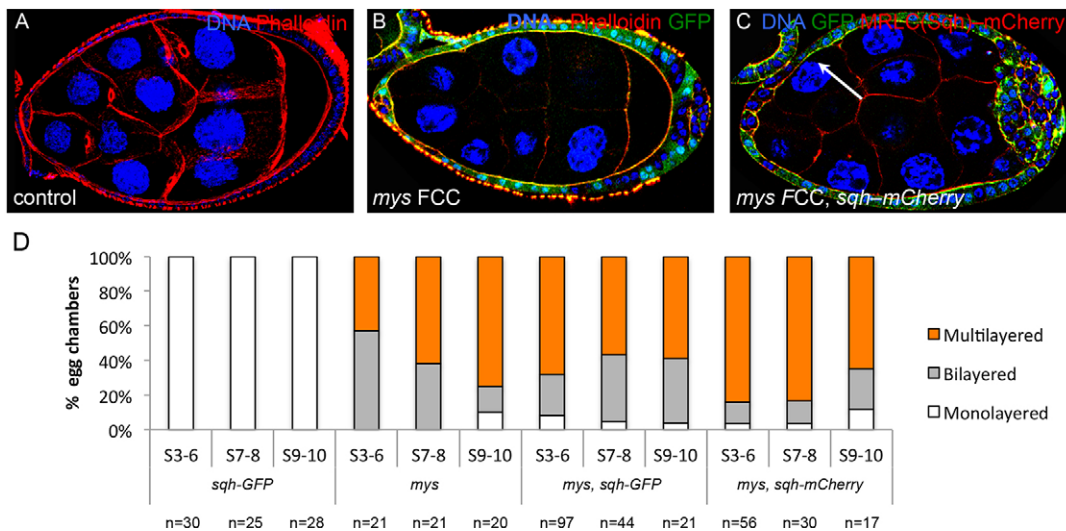 A DNA Phalloidin
control
B DNA Phalloidin GFP
mys FCC
C DNA GFP MRLC(Sqh)–mCherry
mys FCC, sqh–mCherry
D
% egg chambers
100%
80%
60%
40%
20%
0%
Multilayered
Bilayered
Monolayered
S3-6 S7-8 S9-10 S3-6 S7-8 S9-10 S3-6 S7-8 S9-10 S3-6 S7-8 S9-10
sqh-GFP mys mys, sqh-GFP mys, sqh-mCherry
n=30 n=25 n=28 n=21 n=21 n=20 n=97 n=44 n=21 n=56 n=30 n=17